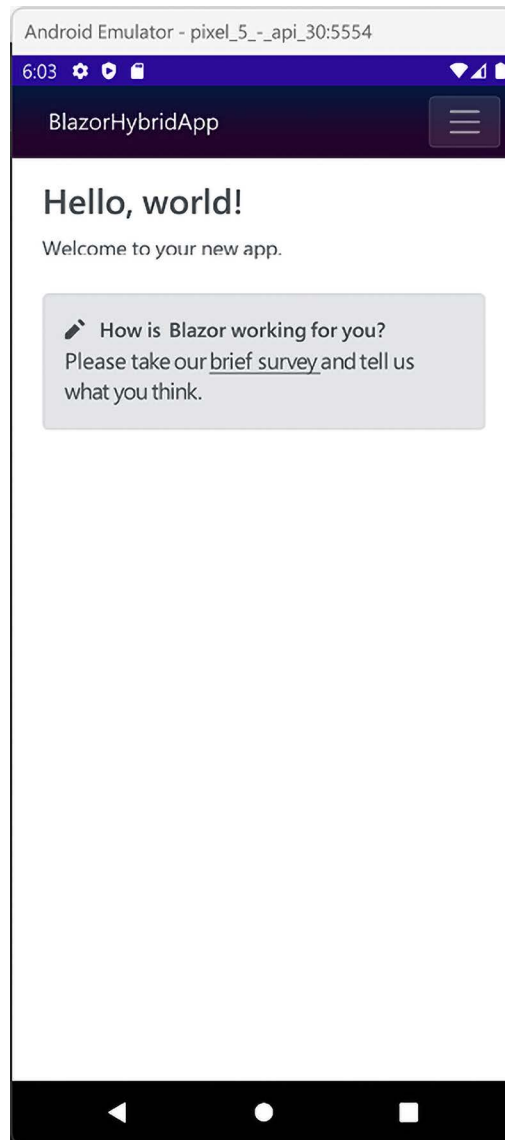 Android Emulator - pixel_5_-_api_30:5554
6:03
BlazorHybridApp
Hello, world!
Welcome to your new app.
How is Blazor working for you?
Please take our brief survey and tell us
what you think.